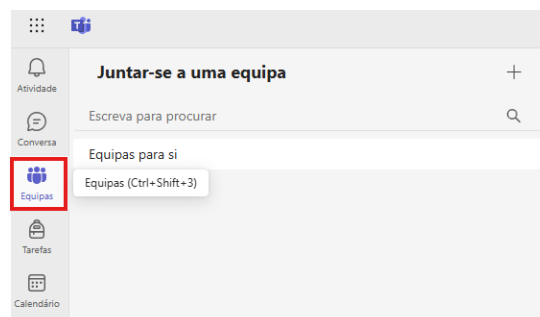 Atividade
Conversa
Equipas
Tarefas
Calendário
Juntar-se a uma equipa
Escreva para procurar
Equipas para si
Equipas (Ctrl+Shift+3)